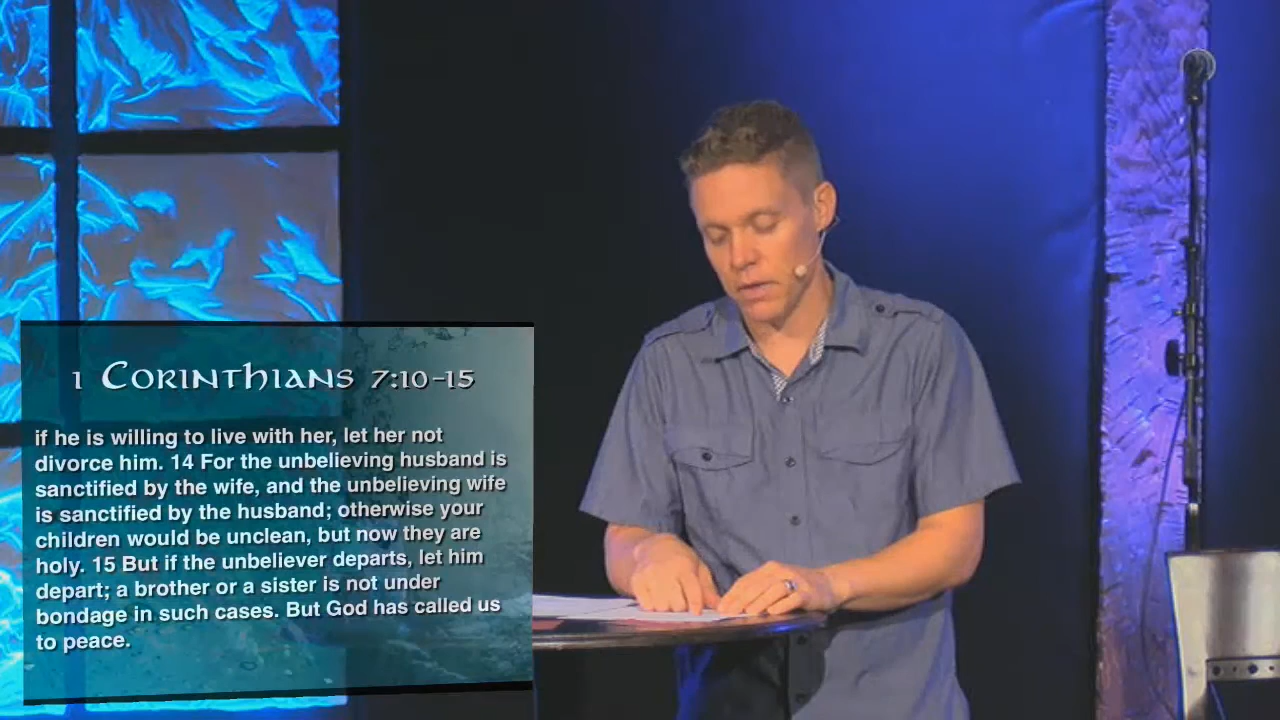 1 Corinthians 7:10-15
if he is willing to live with her, let her not
divorce him. 14 For the unbelieving husband is
sanctified by the wife, and the unbelieving wife
is sanctified by the husband; otherwise your
children would be unclean, but now they are
holy. 15 But if the unbeliever departs, let him
depart; a brother or a sister is not under
bondage in such cases. But God has called us
to peace.